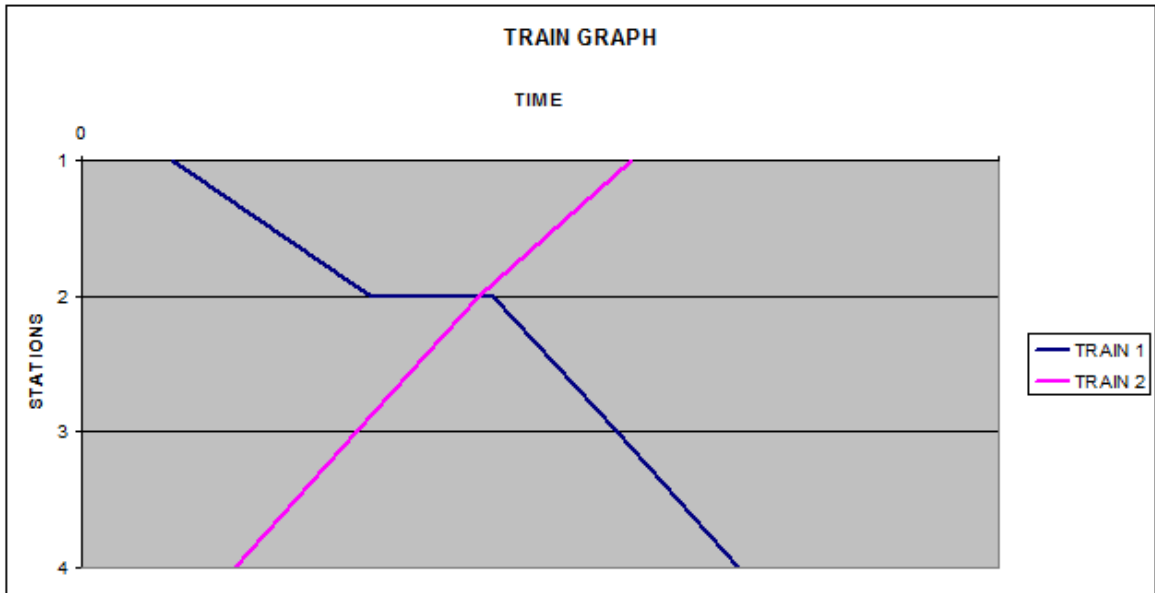 TRAIN GRAPH
TIME
0
1
2
3
4
STATIONS
TRAIN 1
TRAIN 2